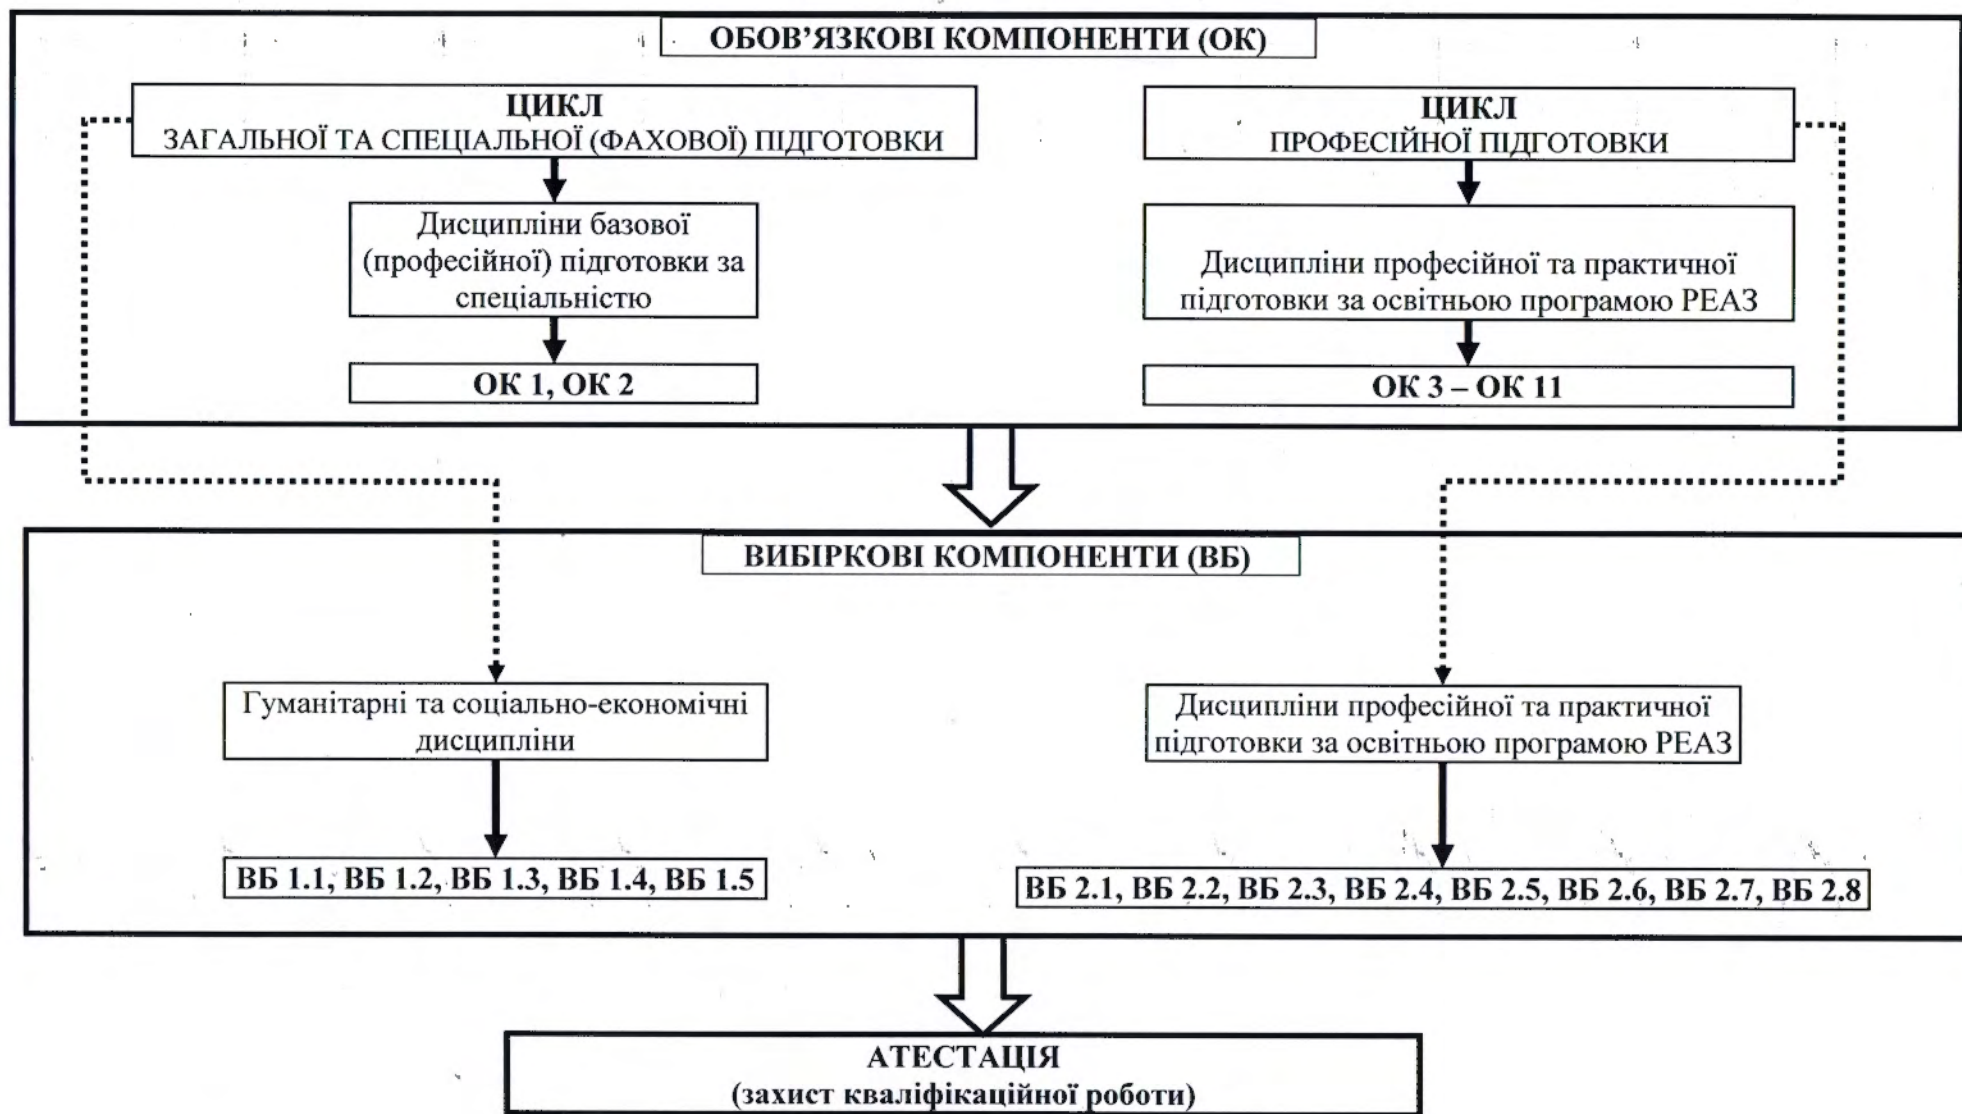 ОБОВ’ЯЗКОВІ КОМПОНЕНТИ (ОК)
ЦИКЛ
ЗАГАЛЬНОЇ ТА СПЕЦІАЛЬНОЇ (ФАХОВОЇ) ПІДГОТОВКИ
Дисципліни базової
(професійної) підготовки за
спеціальністю
ОК 1, ОК 2
ЦИКЛ
ПРОФЕСІЙНОЇ ПІДГОТОВКИ
Дисципліни професійної та практичної
підготовки за освітньою програмою РЕАЗ
ОК 3 – ОК 11
ВИБІРКОВІ КОМПОНЕНТИ (ВБ)
Гуманітарні та соціально-економічні
дисципліни
ВБ 1.1, ВБ 1.2, ВБ 1.3, ВБ 1.4, ВБ 1.5
Дисципліни професійної та практичної
підготовки за освітньою програмою РЕАЗ
ВБ 2.1, ВБ 2.2, ВБ 2.3, ВБ 2.4, ВБ 2.5, ВБ 2.6, ВБ 2.7, ВБ 2.8
АТЕСТАЦІЯ
(захист кваліфікаційної роботи)